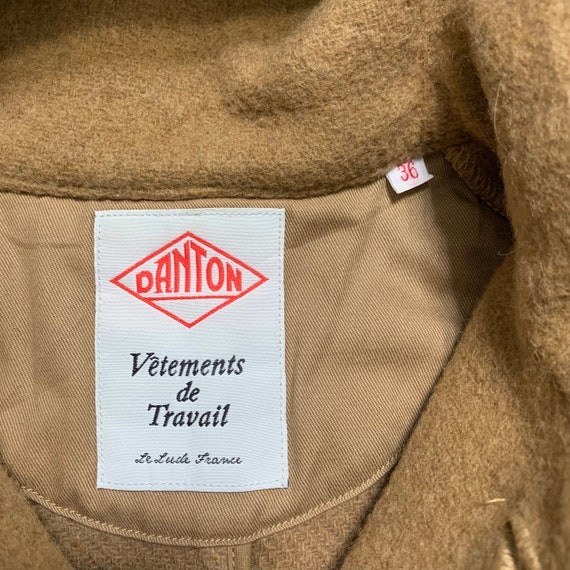 36
DANTON
Vêtements
de
Travail
Le Lude France